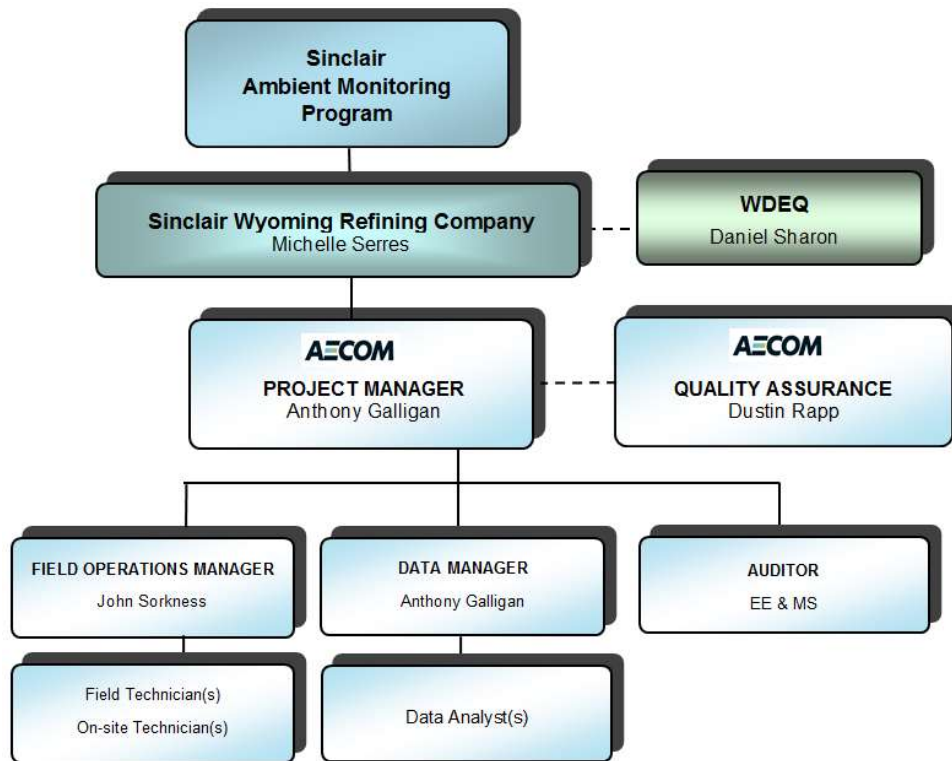 Sinclair
Ambient Monitoring
Program
Sinclair Wyoming Refining Company
Michelle Serres
WDEQ
Daniel Sharon
AECOM
PROJECT MANAGER
Anthony Galligan
AECOM
QUALITY ASSURANCE
Dustin Rapp
FIELD OPERATIONS MANAGER
John Sorkness
DATA MANAGER
Anthony Galligan
AUDITOR
EE & MS
Field Technician(s)
On-site Technician(s)
Data Analyst(s)